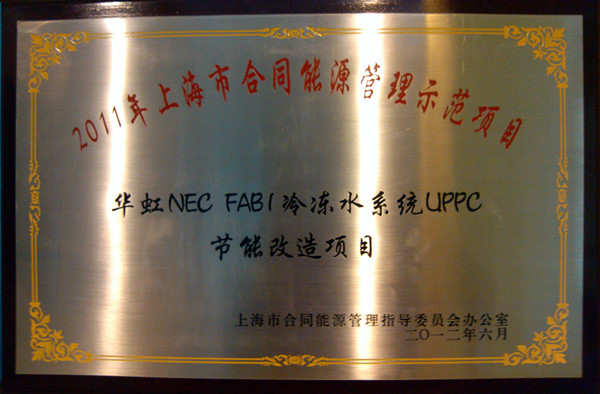 2011年上海市合同能源管理示范项目
华虹NEC FAB1冷冻水系统UPPC
节能改造项目
上海市合同能源管理指导委员会办公室
二〇一二年六月